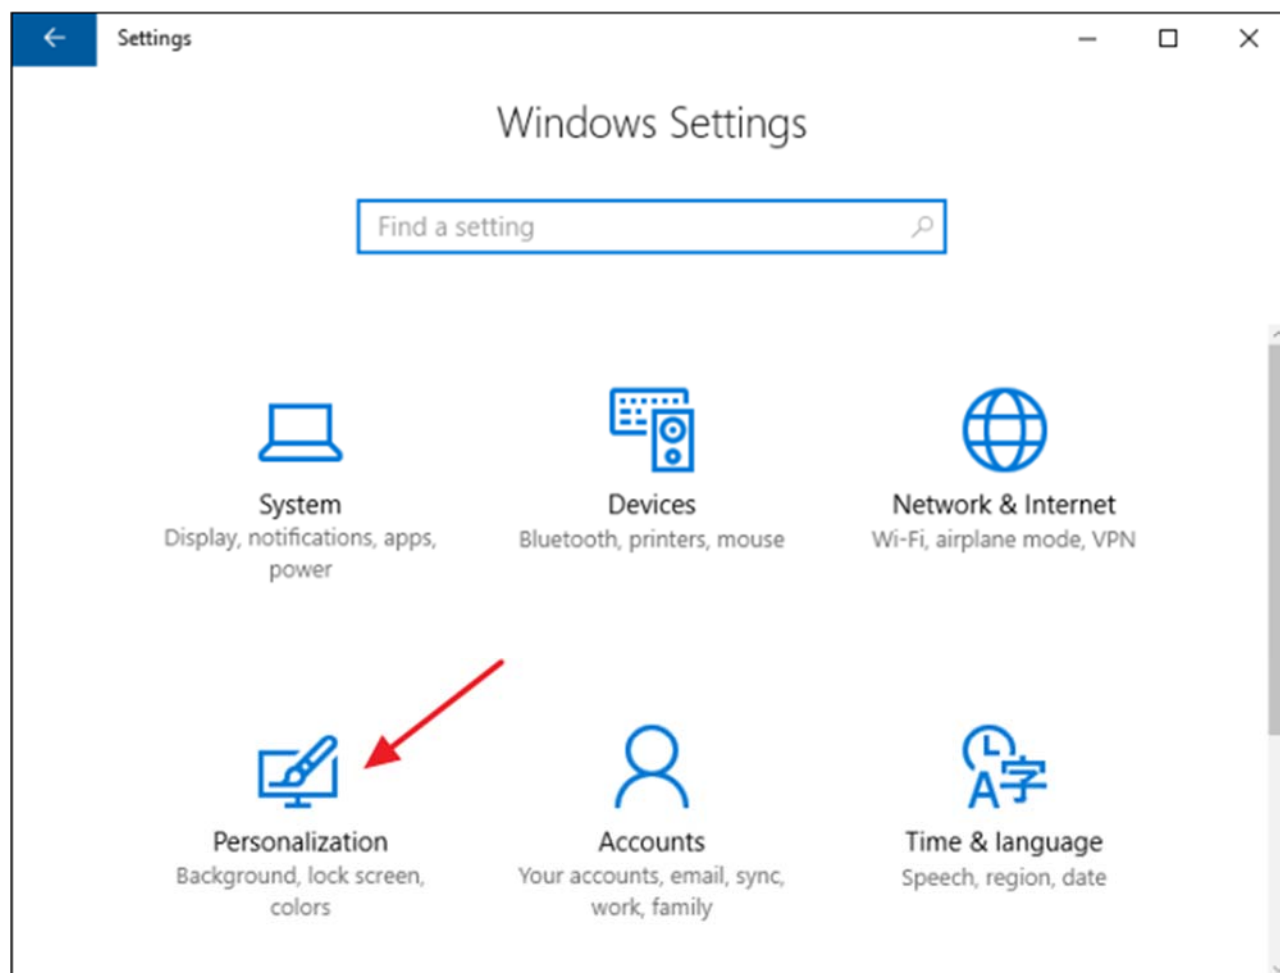 Settings
Windows Settings
Find a setting
System
Display, notifications, apps,
power
Devices
Bluetooth, printers, mouse
Network & Internet
Wi-Fi, airplane mode, VPN
Personalization
Background, lock screen,
colors
Accounts
Your accounts, email, sync,
work, family
A字
Time & language
Speech, region, date